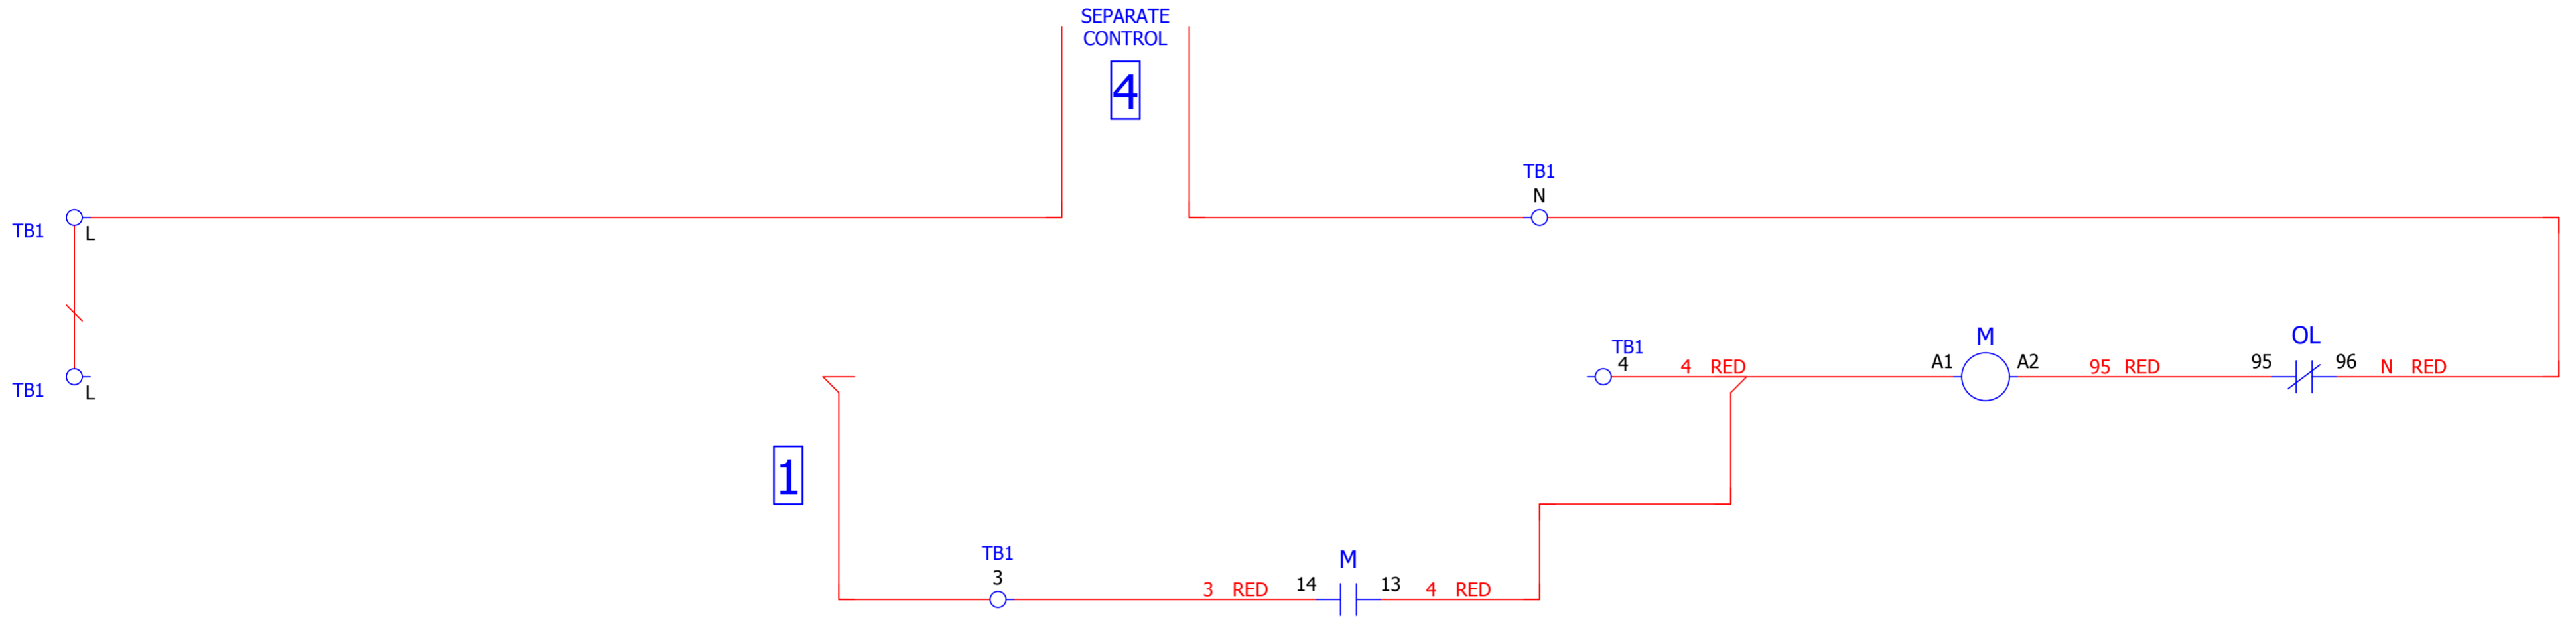 SEPARATE
CONTROL
4
TB1
N
TB1
L
TB1
L
TB1
4
4 RED
A1
M
A2
95 RED
95
OL
96
N RED
1
TB1
3
3 RED
14
M
13
4 RED